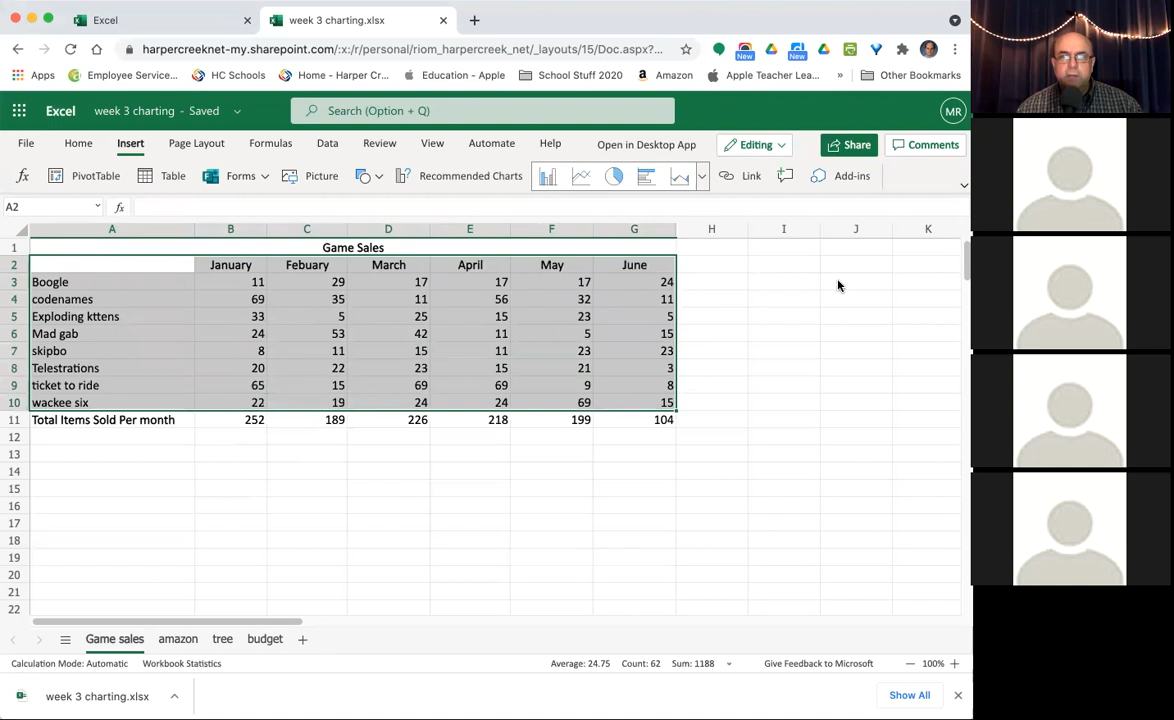 Excel
week 3 charting.xlsx
harpercreeknet-my.sharepoint.com/:x:/r/personal/riom_harpercreek_net/_layouts/15/Doc.aspx?...
New
New
Apps Employee Service... HC Schools Home - Harper Cr... Education - Apple School Stuff 2020 Amazon Apple Teacher Lea... » Other Bookmarks
Excel week 3 charting - Saved Search (Option + Q) MR
File Home Insert Page Layout Formulas Data Review View Automate Help Open in Desktop App Editing Share Comments
fx PivotTable Table Forms Picture Recommended Charts Link Add-ins
A2 fx
A B C D E F G H I J K
1 Game Sales
2 January Febuary March April May June
3 Boogle 11 29 17 17 17 24
4 codenames 69 35 11 56 32 11
5 Exploding kttens 33 5 25 15 23 5
6 Mad gab 24 53 42 11 5 15
7 skipbo 8 11 15 11 23 23
8 Telestrations 20 22 23 15 21 3
9 ticket to ride 65 15 69 69 9 8
10 wackee six 22 19 24 24 69 15
11 Total Items Sold Per month 252 189 226 218 199 104
12
13
14
15
16
17
18
19
20
21
22
Game sales amazon tree budget
Calculation Mode: Automatic Workbook Statistics Average: 24.75 Count: 62 Sum: 1188 Give Feedback to Microsoft 100%
week 3 charting.xlsx Show All